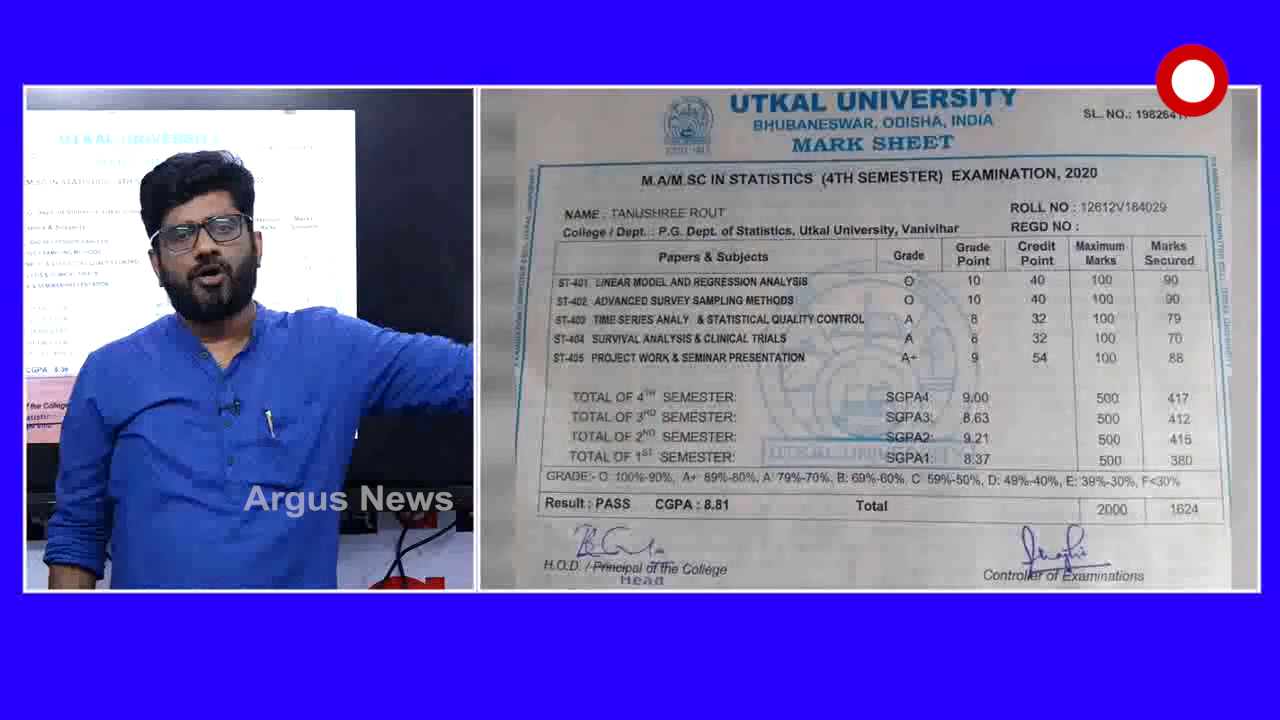 UTKAL UNIVERSITY
BHUBANESWAR, ODISHA, INDIA
MARK SHEET
SL. NO.: 1982641
M.A/M.SC IN STATISTICS (4TH SEMESTER) EXAMINATION, 2020
NAME : TANUSHREE ROUT
ROLL NO : 12612V184029
College / Dept. : P.G. Dept. of Statistics, Utkal University, Vanivihar
REGD NO :
Papers & Subjects Grade Grade Point Credit Point Maximum Marks Marks Secured
ST-401 LINEAR MODEL AND REGRESSION ANALYSIS O 10 40 100 90
ST-402 ADVANCED SURVEY SAMPLING METHODS O 10 40 100 90
ST-403 TIME SERIES ANALY & STATISTICAL QUALITY CONTROL A 8 32 100 79
ST-404 SURVIVAL ANALYSIS & CLINICAL TRIALS A 8 32 100 70
ST-405 PROJECT WORK & SEMINAR PRESENTATION A+ 9 54 100 88
TOTAL OF 4TH SEMESTER: SGPA4: 9.00 500 417
TOTAL OF 3RD SEMESTER: SGPA3: 8.63 500 412
TOTAL OF 2ND SEMESTER: SGPA2: 9.21 500 415
TOTAL OF 1ST SEMESTER: SGPA1: 8.37 500 380
GRADE:- O 100%-90%, A+ 89%-80%, A: 79%-70%, B: 69%-60%, C 59%-50%, D: 49%-40%, E: 39%-30%, F<30%
Result : PASS CGPA : 8.81 Total 2000 1624
H.O.D. / Principal of the College
Head
Controller of Examinations
UTKAL UNIVERSITY
Argus News